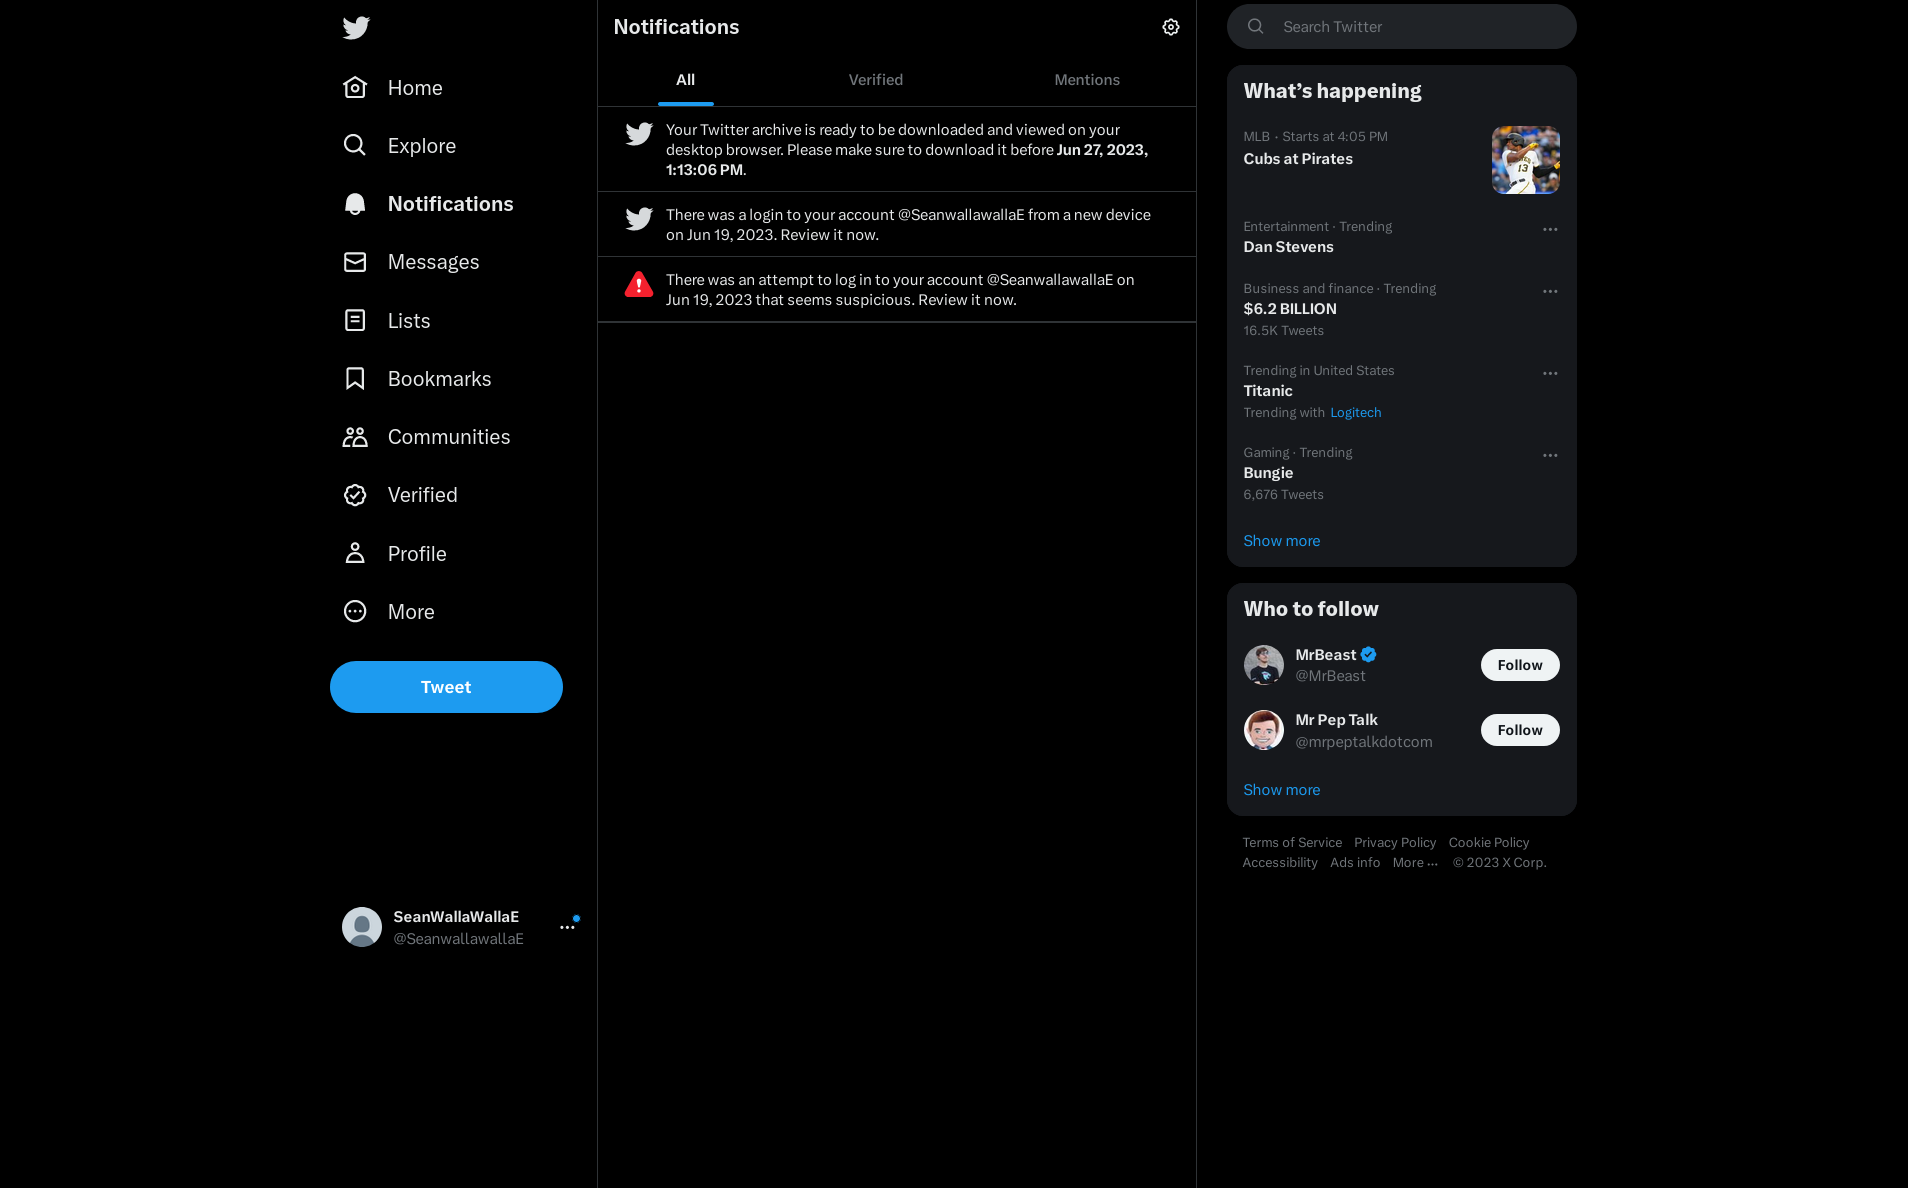 Home
Explore
Notifications
Messages
Lists
Bookmarks
Communities
Verified
Profile
More
Tweet
SeanWallaWallaE
@SeanwallawallaE
Notifications
All
Verified
Mentions
Your Twitter archive is ready to be downloaded and viewed on your
desktop browser. Please make sure to download it before Jun 27, 2023,
1:13:06 PM.
There was a login to your account @SeanwallawallaE from a new device
on Jun 19, 2023. Review it now.
There was an attempt to log in to your account @SeanwallawallaE on
Jun 19, 2023 that seems suspicious. Review it now.
Search Twitter
What’s happening
MLB · Starts at 4:05 PM
Cubs at Pirates
13
Entertainment · Trending
Dan Stevens
Business and finance · Trending
$6.2 BILLION
16.5K Tweets
Trending in United States
Titanic
Trending with Logitech
Gaming · Trending
Bungie
6,676 Tweets
Show more
Who to follow
MrBeast
@MrBeast
Follow
Mr Pep Talk
@mrpeptalkdotcom
Follow
Show more
Terms of Service Privacy Policy Cookie Policy
Accessibility Ads info More ··· © 2023 X Corp.